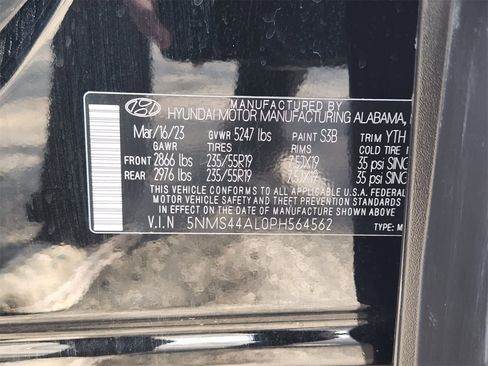 MANUFACTURED BY
HYUNDAI MOTOR MANUFACTURING ALABAMA,
Mar/16/23 GVWR 5247 lbs PAINT S3B TRIM YTH
GAWR TIRES COLD TIRE
FRONT 2866 lbs 235/55R19 7.5JX19 35 psi SING
REAR 2976 lbs 235/55R19 7.5JX19 35 psi SING
THIS VEHICLE CONFORMS TO ALL APPLICABLE U.S.A. FEDERAL
MOTOR VEHICLE SAFETY AND THEFT PREVENTION STANDARDS
IN EFFECT ON THE DATE OF MANUFACTURE SHOWN ABOVE.
V.I.N 5NMS44AL0PH564562 TYPE: M